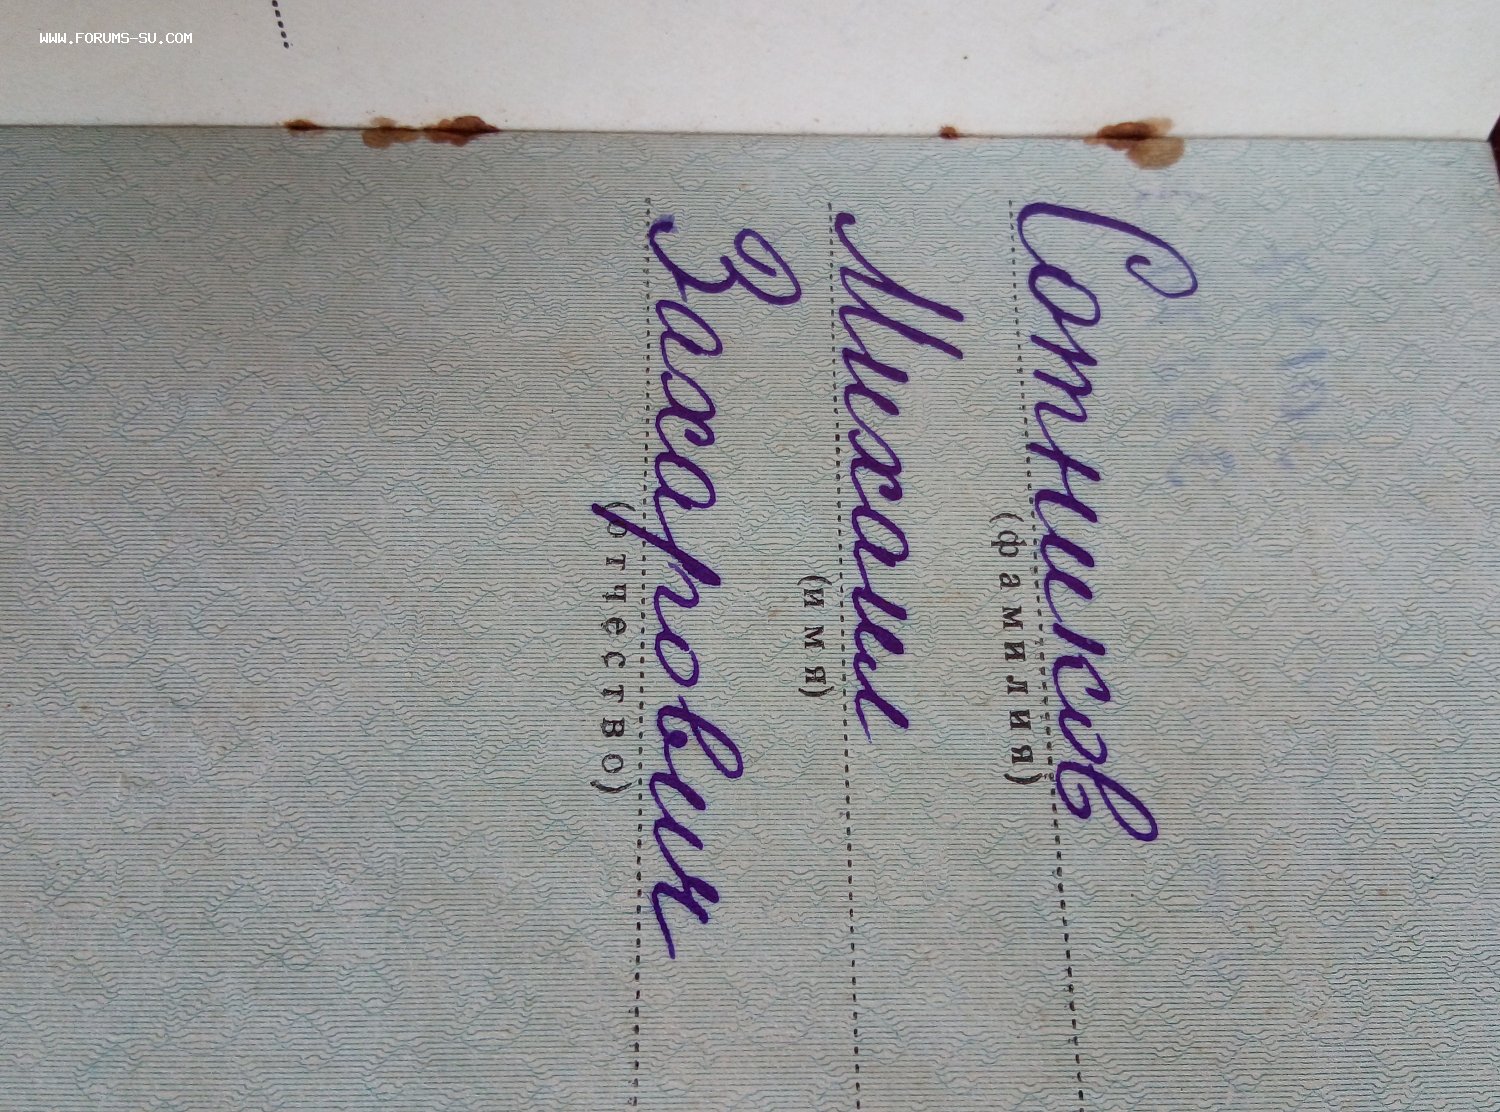 WWW.FORUMS-SU.COM
Сотников
(фамилия)
Михаил
(имя)
Захарович
(отчество)